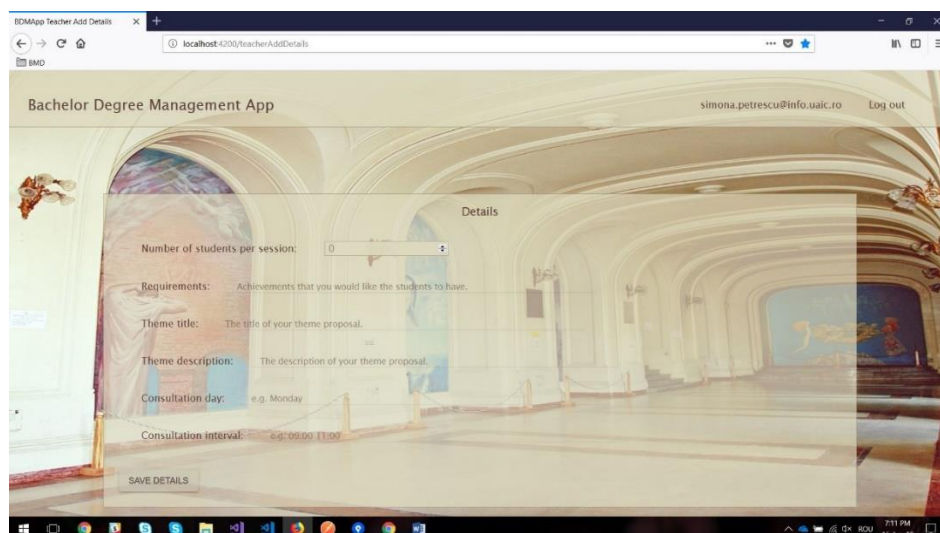 BDMApp Teacher Add Details
localhost:4200/teacherAddDetails
BMD
Bachelor Degree Management App
simona.petrescu@info.uaic.ro
Log out
Details
Number of students per session:
0
Requirements:
Achievements that you would like the students to have.
Theme title:
The title of your theme proposal.
Theme description:
The description of your theme proposal.
Consultation day:
e.g. Monday
Consultation interval:
e.g. 09:00 11:00
SAVE DETAILS
ROU
7:11 PM